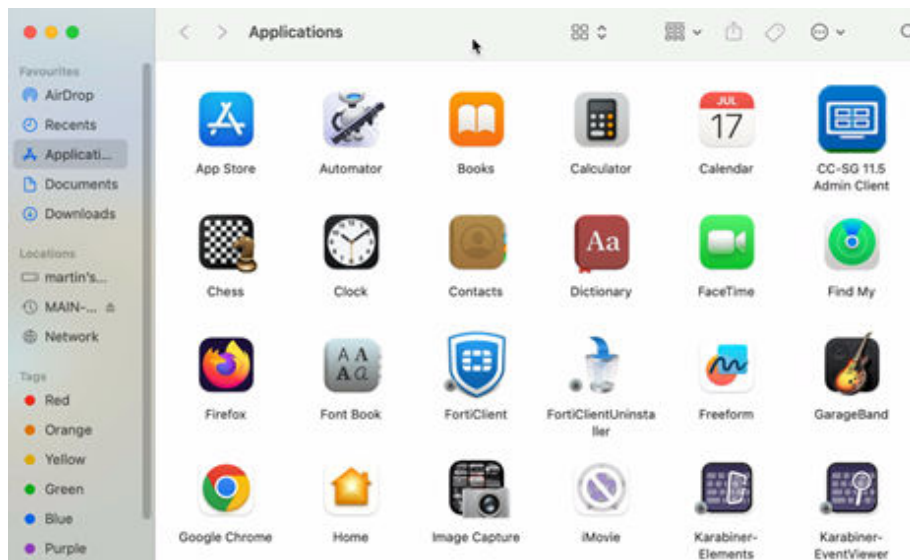 Applications
Favourites
AirDrop
Recents
Applicati...
Documents
Downloads
Locations
martin's...
MAIN-...
Network
Tags
Red
Orange
Yellow
Green
Blue
Purple
JUL
17
App Store
Automator
Books
Calculator
Calendar
CC-SG 11.5
Admin Client
Aa
Chess
Clock
Contacts
Dictionary
FaceTime
Find My
A A
A a
Firefox
Font Book
FortiClient
FortiClientUninsta
ller
Freeform
GarageBand
Google Chrome
Home
Image Capture
iMovie
Karabiner-
Elements
Karabiner-
EventViewer